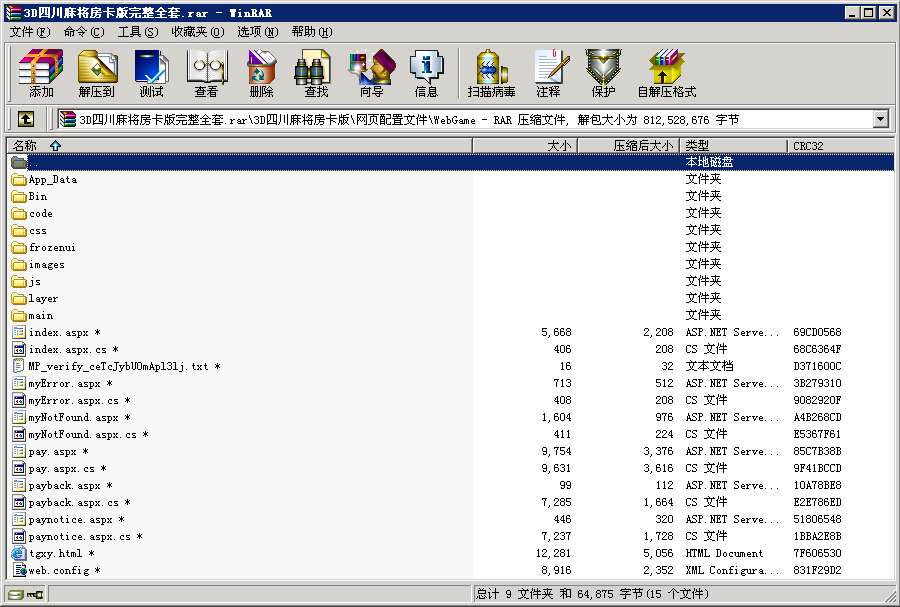 3D四川麻将房卡版完整全套.rar - WinRAR
文件(F) 命令(C) 工具(S) 收藏夹(O) 选项(N) 帮助(H)
添加 解压到 测试 查看 删除 查找 向导 信息 扫描病毒 注释 保护 自解压格式
3D四川麻将房卡版完整全套.rar\3D四川麻将房卡版\网页配置文件\WebGame - RAR 压缩文件, 解包大小为 812,528,676 字节
名称 大小 压缩后大小 类型 CRC32
.. 本地磁盘
App_Data 文件夹
Bin 文件夹
code 文件夹
css 文件夹
frozenui 文件夹
images 文件夹
js 文件夹
layer 文件夹
main 文件夹
index.aspx * 5,668 2,208 ASP.NET Serve... 69CD0568
index.aspx.cs * 406 208 CS 文件 68C6364F
MP_verify_ceTcJybUOmApl3lj.txt * 16 32 文本文档 D371600C
myError.aspx * 713 512 ASP.NET Serve... 3B279310
myError.aspx.cs * 408 208 CS 文件 9082920F
myNotFound.aspx * 1,604 976 ASP.NET Serve... A4B268CD
myNotFound.aspx.cs * 411 224 CS 文件 E5367F61
pay.aspx * 9,754 3,376 ASP.NET Serve... 85C7B38B
pay.aspx.cs * 9,631 3,616 CS 文件 9F41BCCD
payback.aspx * 99 112 ASP.NET Serve... 10A78BE8
payback.aspx.cs * 7,285 1,664 CS 文件 E2E786ED
paynotice.aspx * 446 320 ASP.NET Serve... 51806548
paynotice.aspx.cs * 7,237 1,728 CS 文件 1BBA2E8B
tgxy.html * 12,281 5,056 HTML Document 7F606530
web.config * 8,916 2,352 XML Configura... 831F29D2
总计 9 文件夹 和 64,875 字节(15 个文件)